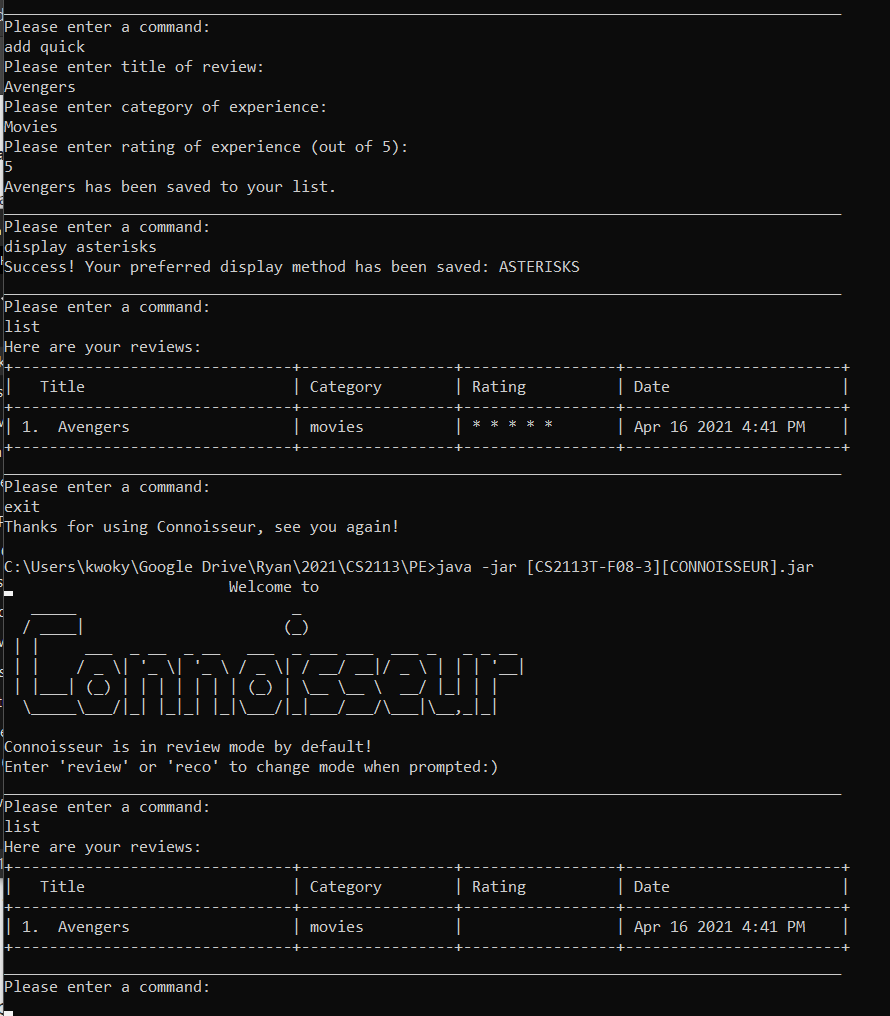 Please enter a command:
add quick
Please enter title of review:
Avengers
Please enter category of experience:
Movies
Please enter rating of experience (out of 5):
5
Avengers has been saved to your list.
Please enter a command:
display asterisks
Success! Your preferred display method has been saved: ASTERISKS
Please enter a command:
list
Here are your reviews:
+-------------------------------+-----------------+-----------------+------------------------+
|   Title                       | Category        | Rating          | Date                   |
+-------------------------------+-----------------+-----------------+------------------------+
| 1.  Avengers                  | movies          | * * * * *       | Apr 16 2021 4:41 PM    |
+-------------------------------+-----------------+-----------------+------------------------+
Please enter a command:
exit
Thanks for using Connoisseur, see you again!
C:\Users\kwoky\Google Drive\Ryan\2021\CS2113\PE>java -jar [CS2113T-F08-3][CONNOISSEUR].jar
Welcome to
Connoisseur
Connoisseur is in review mode by default!
Enter 'review' or 'reco' to change mode when prompted:)
Please enter a command:
list
Here are your reviews:
+-------------------------------+-----------------+-----------------+------------------------+
|   Title                       | Category        | Rating          | Date                   |
+-------------------------------+-----------------+-----------------+------------------------+
| 1.  Avengers                  | movies          |                 | Apr 16 2021 4:41 PM    |
+-------------------------------+-----------------+-----------------+------------------------+
Please enter a command: